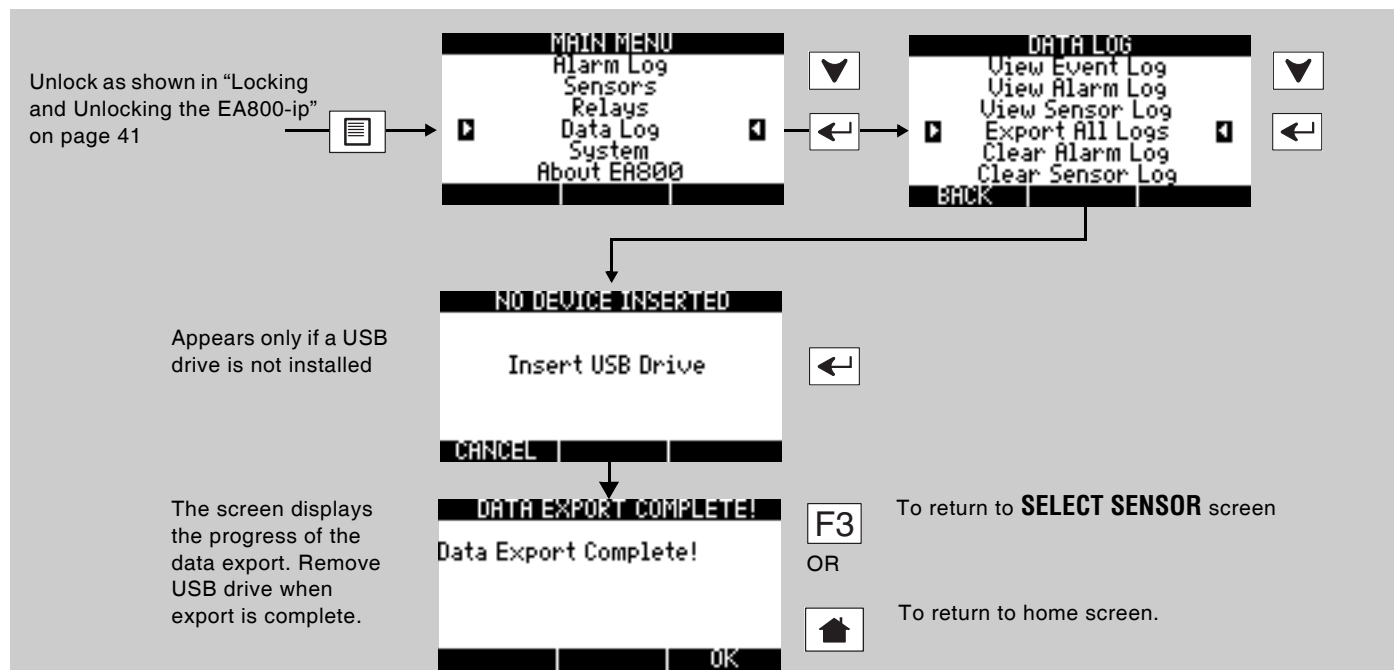 Unlock as shown in “Locking
and Unlocking the EA800-ip”
on page 41
MAIN MENU
Alarm Log
Sensors
Relays
Data Log
System
About EA800
DATA LOG
View Event Log
View Alarm Log
View Sensor Log
Export All Logs
Clear Alarm Log
Clear Sensor Log
BACK
Appears only if a USB
drive is not installed
NO DEVICE INSERTED
Insert USB Drive
CANCEL
The screen displays
the progress of the
data export. Remove
USB drive when
export is complete.
DATA EXPORT COMPLETE!
Data Export Complete!
OK
F3
To return to SELECT SENSOR screen
OR
To return to home screen.